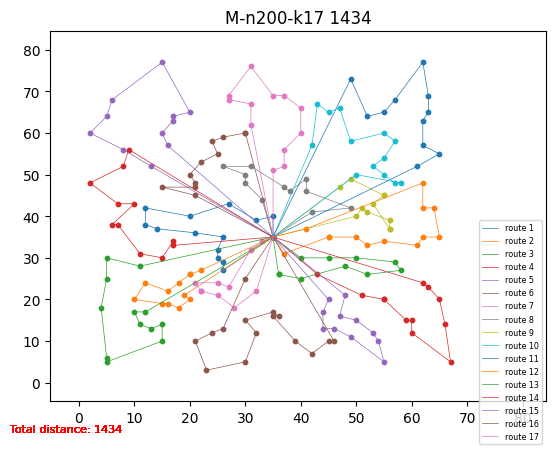 M-n200-k17 1434
80
70
60
50
40
30
20
10
0
0 10 20 30 40 50 60 70 80
route 1
route 2
route 3
route 4
route 5
route 6
route 7
route 8
route 9
route 10
route 11
route 12
route 13
route 14
route 15
route 16
route 17
Total distance: 1434